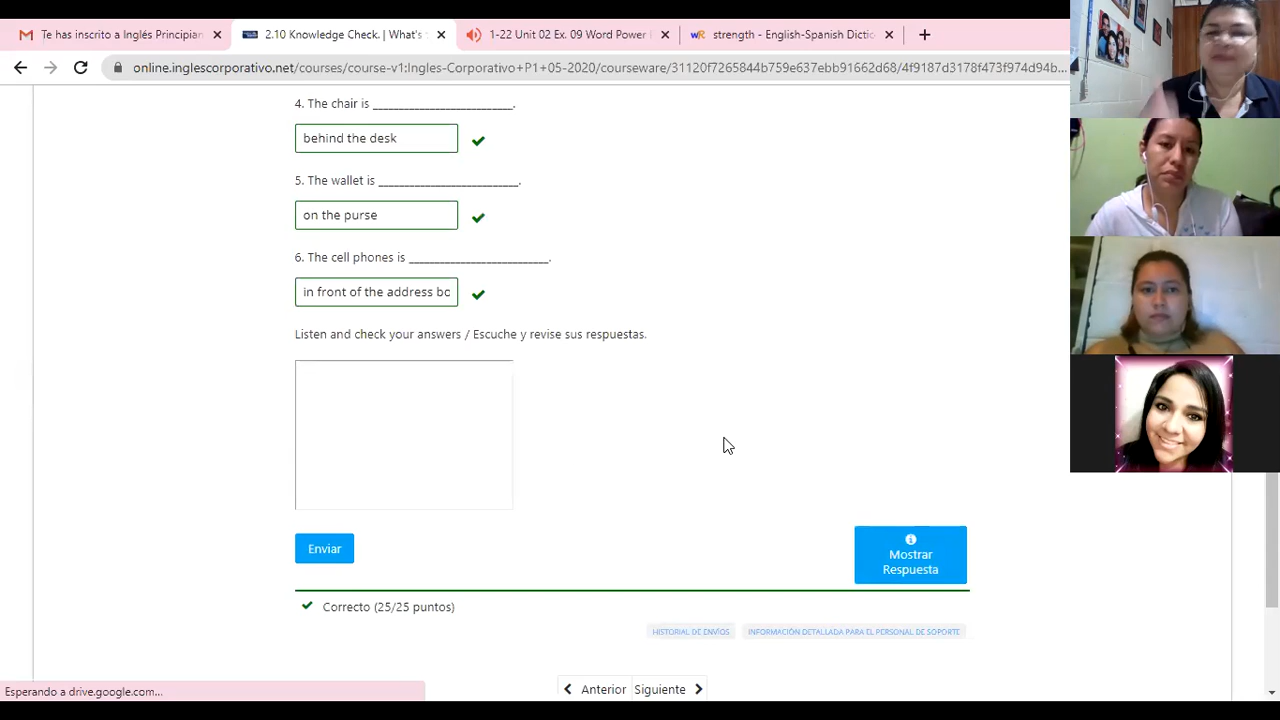 Te has inscrito a Inglés Principian
2.10 Knowledge Check. | What's
1-22 Unit 02 Ex. 09 Word Power
strength - English-Spanish Dictio
online.inglescorporativo.net/courses/course-v1:Ingles-Corporativo+P1+05-2020/courseware/31120f7265844b759e637ebb91662d68/4f9187d3178f473f974d94b...
4. The chair is _________________________.
behind the desk
5. The wallet is _________________________.
on the purse
6. The cell phones is _________________________.
in front of the address bo
Listen and check your answers / Escuche y revise sus respuestas.
Enviar
Mostrar
Respuesta
Correcto (25/25 puntos)
HISTORIAL DE ENVÍOS
INFORMACIÓN DETALLADA PARA EL PERSONAL DE SOPORTE
Esperando a drive.google.com...
Anterior
Siguiente